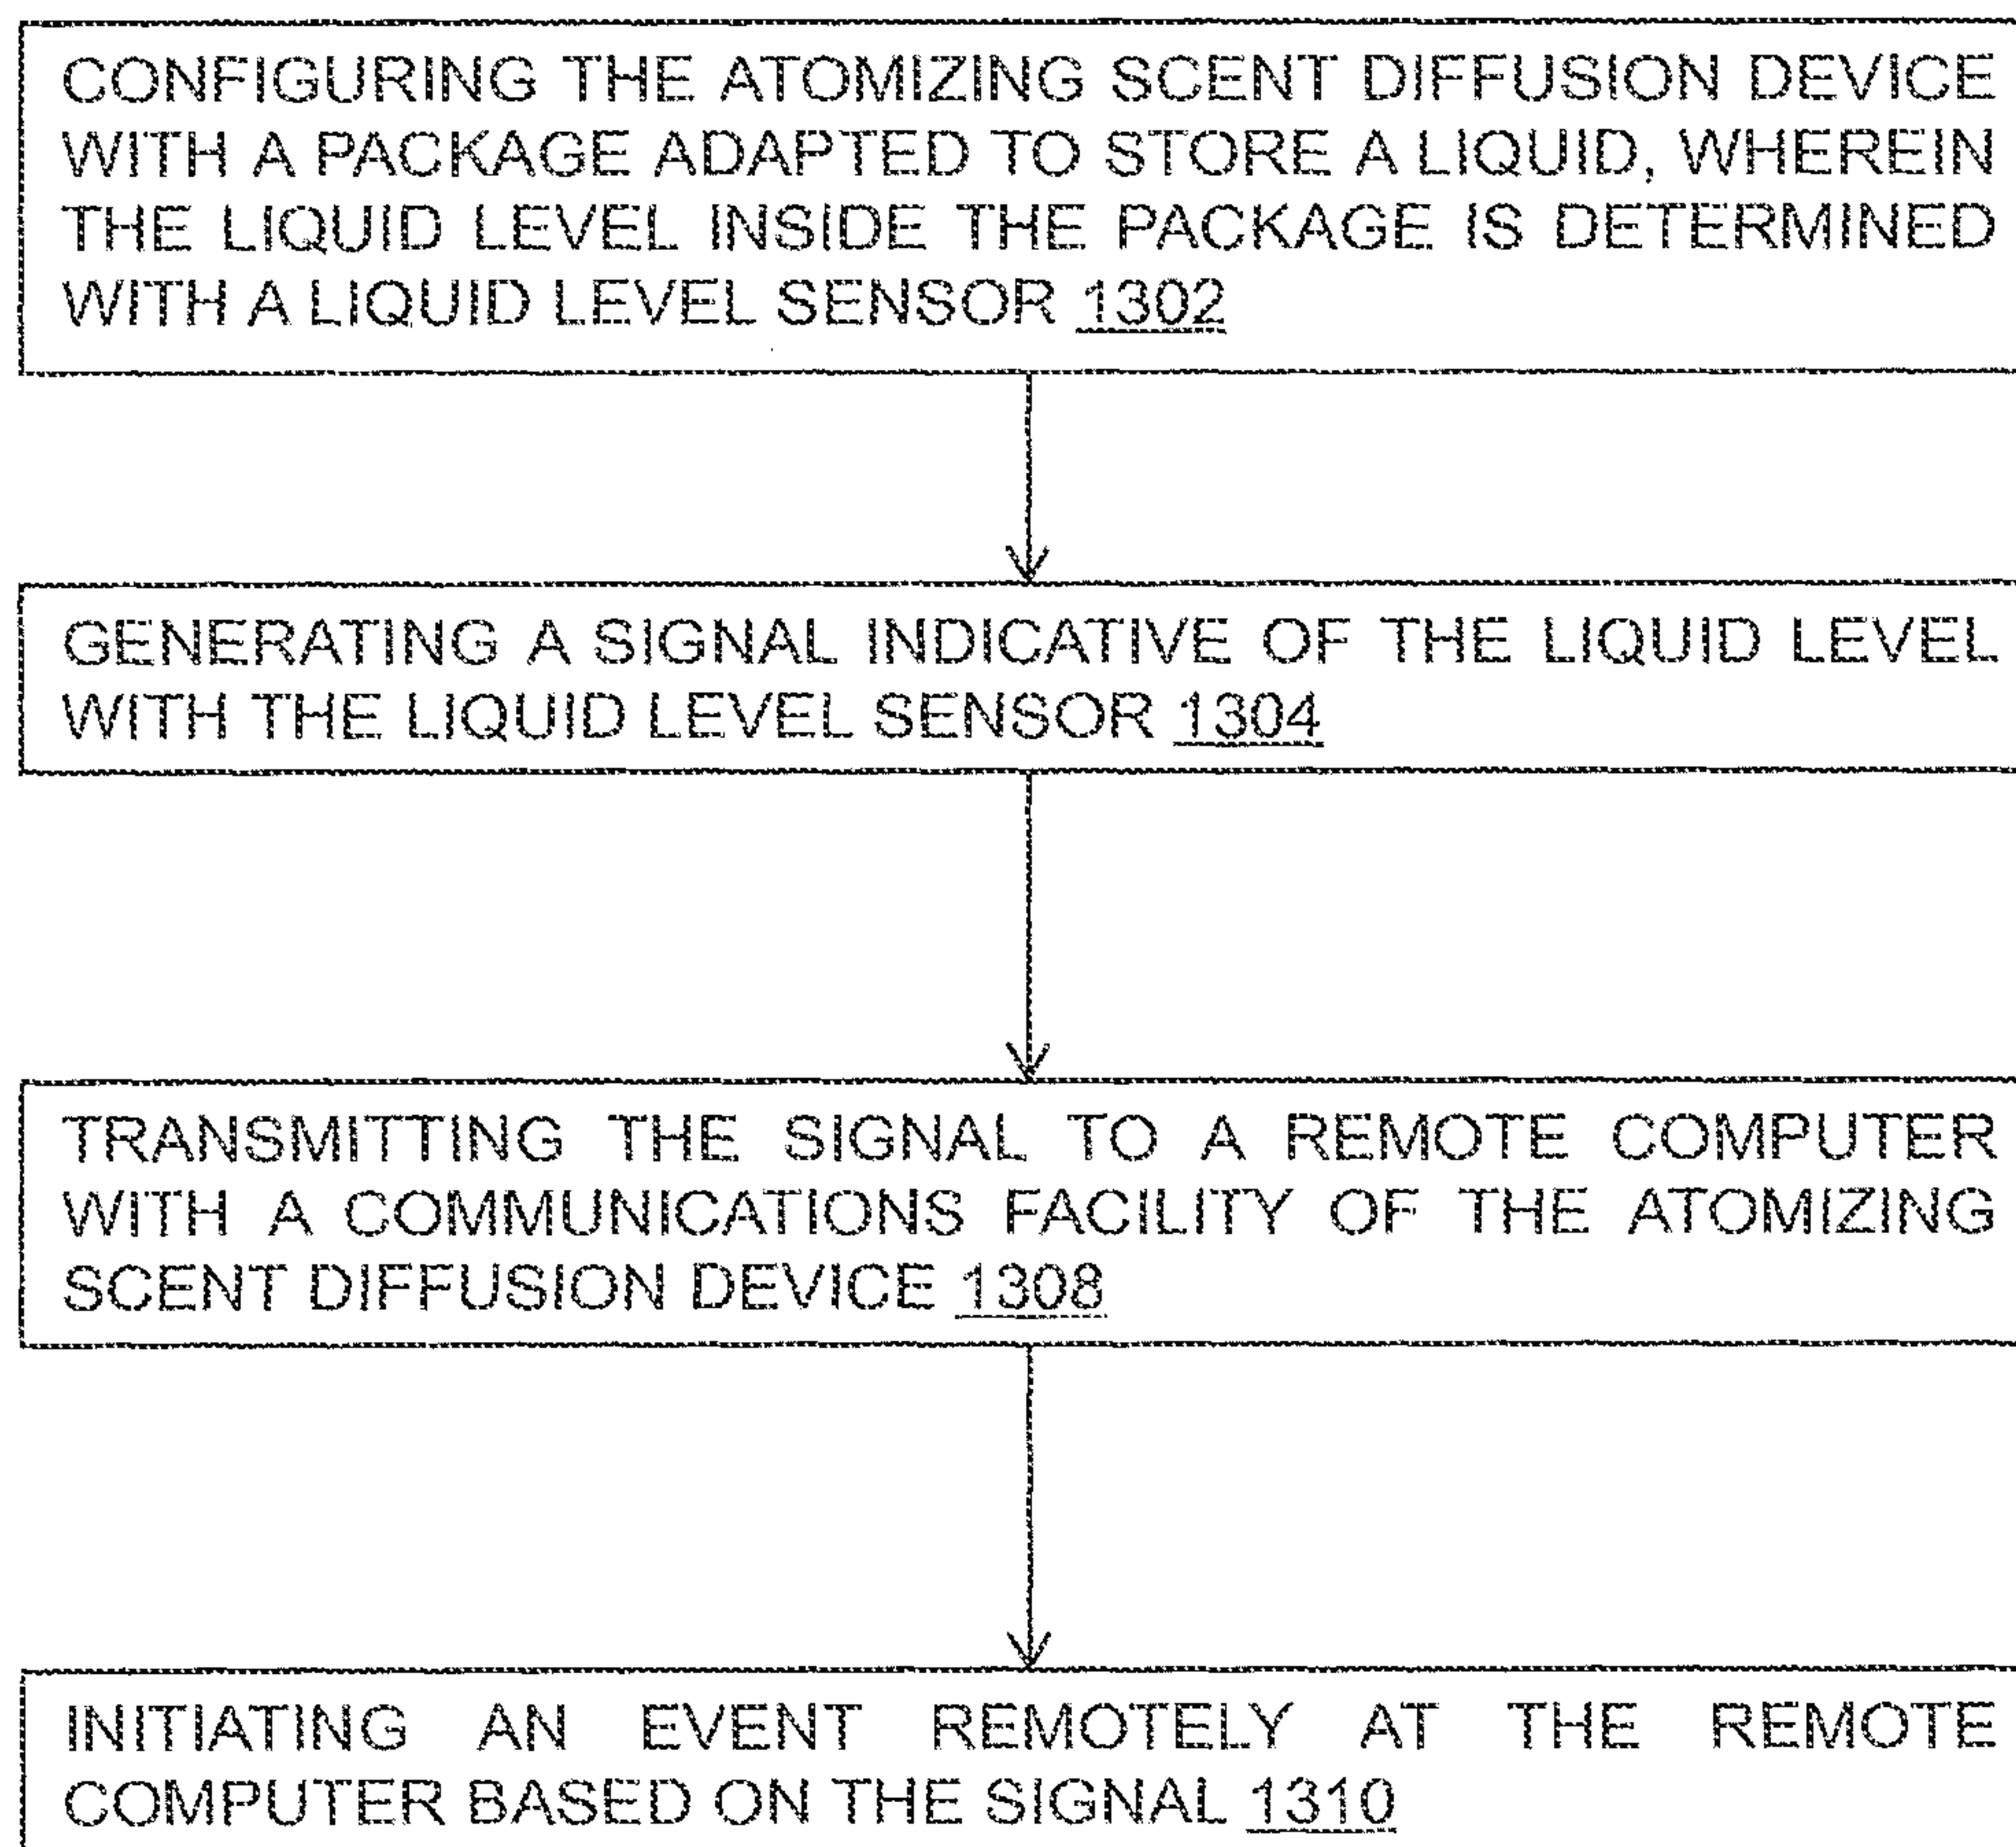 CONFIGURING THE ATOMIZING SCENT DIFFUSION DEVICE
WITH A PACKAGE ADAPTED TO STORE A LIQUID, WHEREIN
THE LIQUID LEVEL INSIDE THE PACKAGE IS DETERMINED
WITH A LIQUID LEVEL SENSOR 1302
GENERATING A SIGNAL INDICATIVE OF THE LIQUID LEVEL
WITH THE LIQUID LEVEL SENSOR 1304
TRANSMITTING THE SIGNAL TO A REMOTE COMPUTER
WITH A COMMUNICATIONS FACILITY OF THE ATOMIZING
SCENT DIFFUSION DEVICE 1308
INITIATING AN EVENT REMOTELY AT THE REMOTE
COMPUTER BASED ON THE SIGNAL 1310